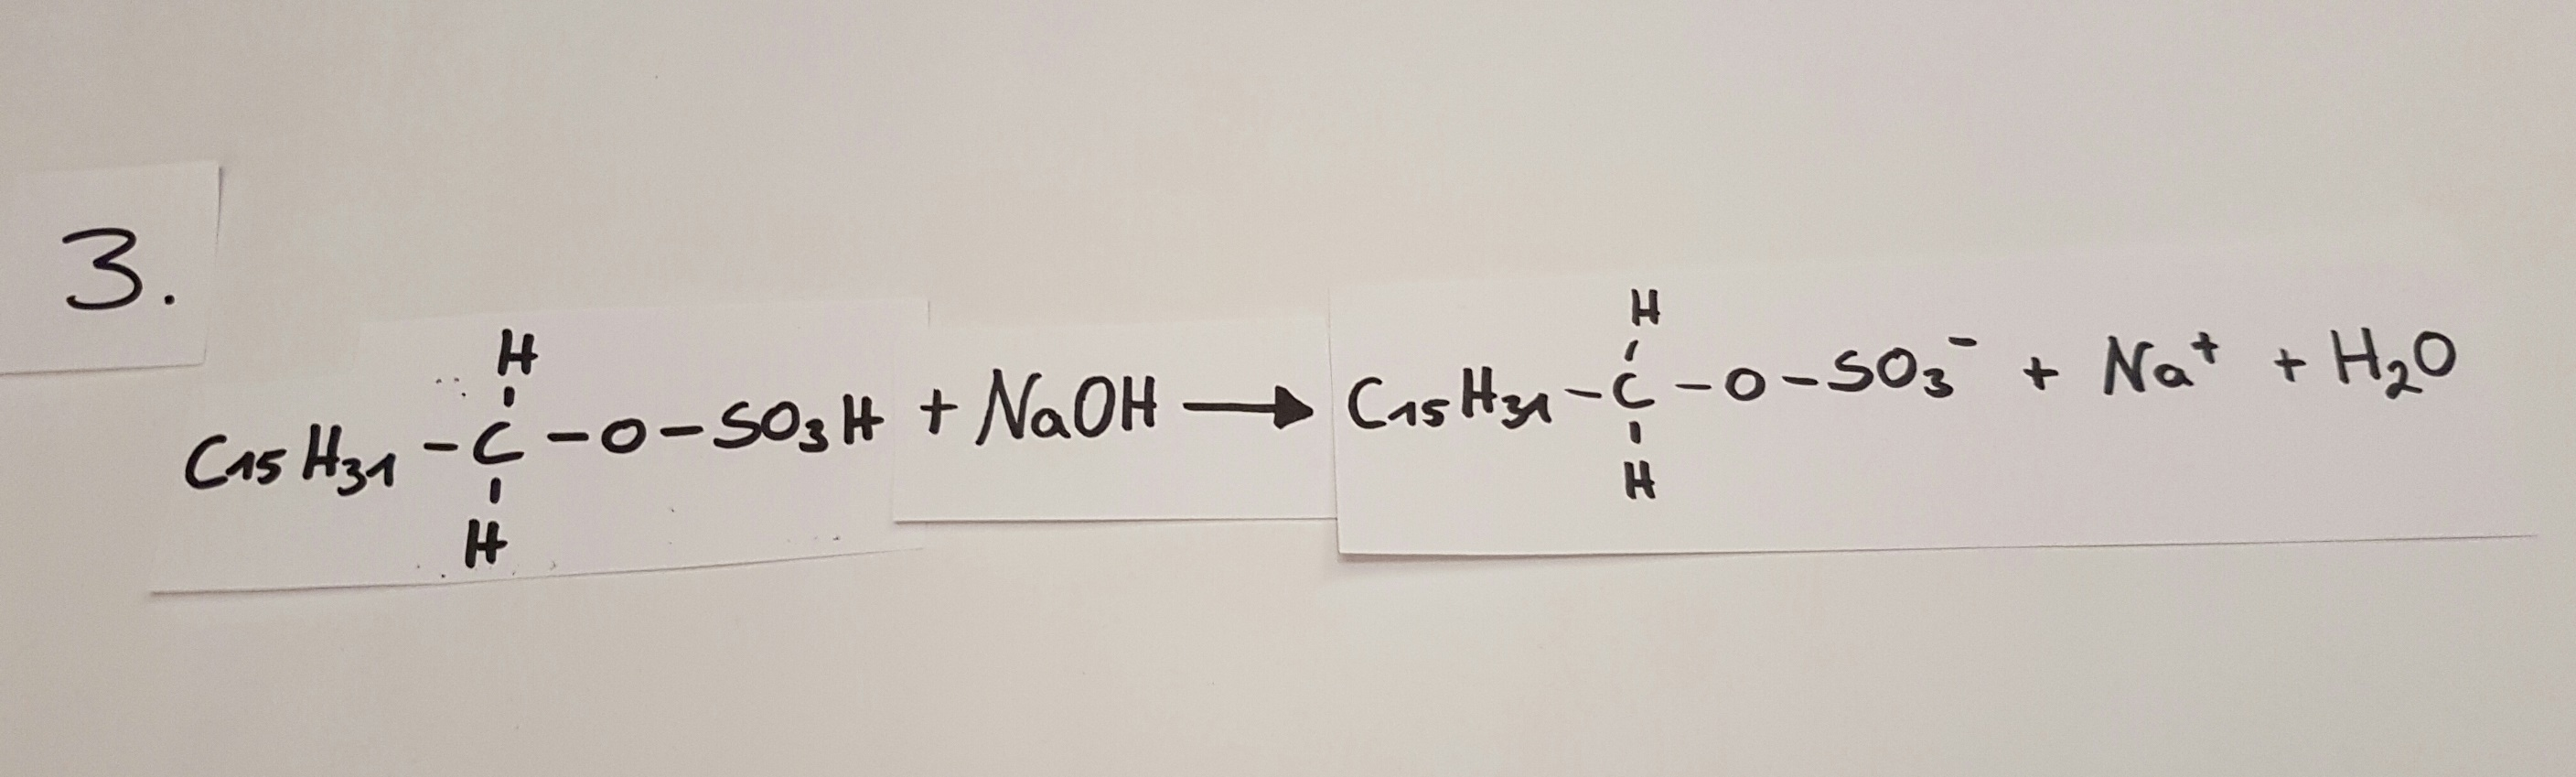 3.
H                                H
C₁₅H₃₁-C-O-SO₃H + NaOH → C₁₅H₃₁-C-O-SO₃⁻ + Na⁺ + H₂O
H                                H